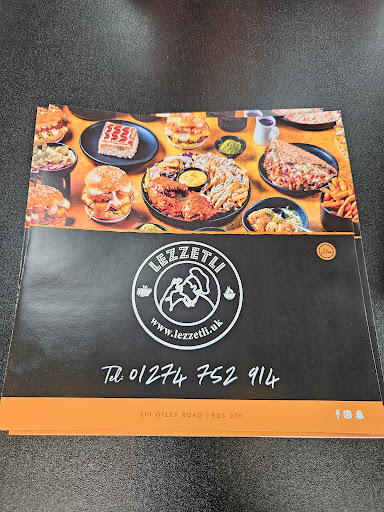 LEZZETLI
www.lezzetli.uk
Tel: 01274 752 914
210 OTLEY ROAD | BD3 0JH